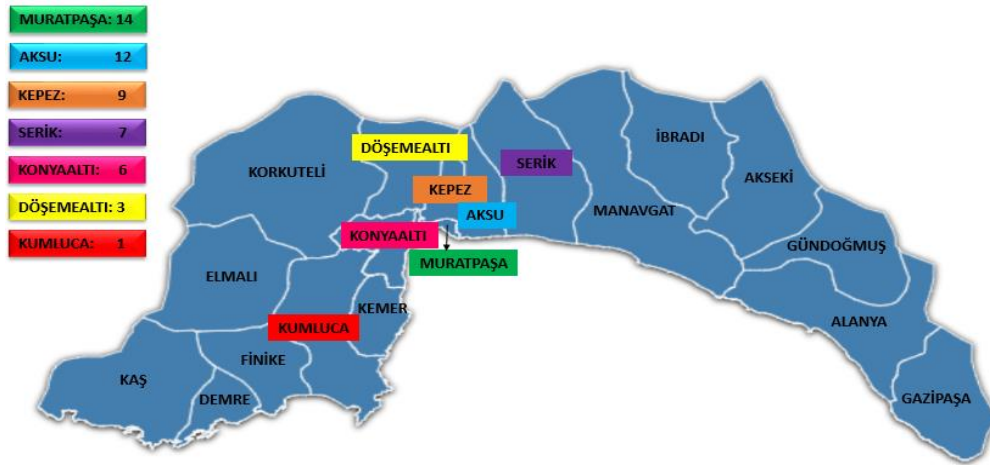 MURATPAŞA: 14
AKSU: 12
KEPEZ: 9
SERİK: 7
KONYAALTI: 6
DÖŞEMEALTI: 3
KUMLUCA: 1
KORKUTELİ
DÖŞEMEALTI
KEPEZ
AKSU
SERİK
İBRADI
AKSEKİ
MANAVGAT
GÜNDOĞMUŞ
KONYAALTI
MURATPAŞA
ELMALI
KEMER
ALANYA
KUMLUCA
FİNİKE
KAŞ
DEMRE
GAZİPAŞA